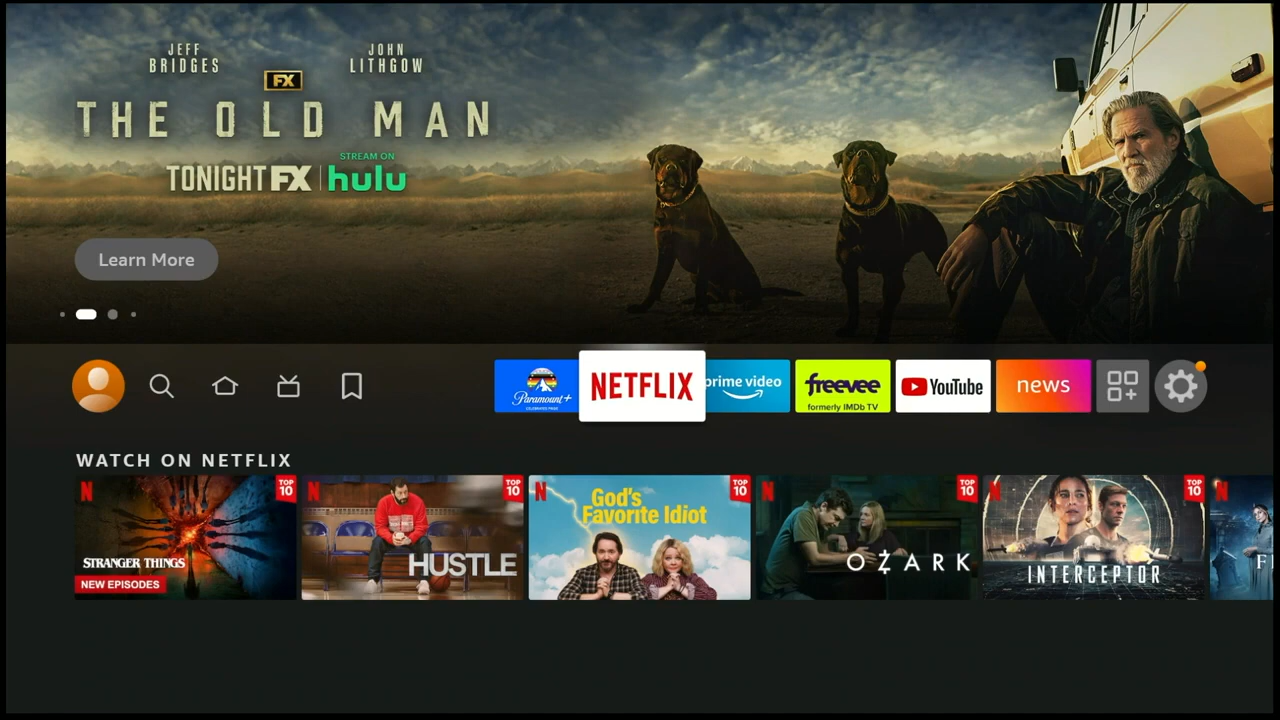 JEFF BRIDGES
JOHN LITHGOW
FX
THE OLD MAN
STREAM ON
TONIGHT FX | hulu
Learn More
Paramount+
NETFLIX
prime video
freevee
formerly IMDb TV
YouTube
news
WATCH ON NETFLIX
N
TOP 10
STRANGER THINGS
NEW EPISODES
N
TOP 10
HUSTLE
N
TOP 10
God's
Favorite Idiot
N
TOP 10
OZARK
N
TOP 10
INTERCEPTOR
N